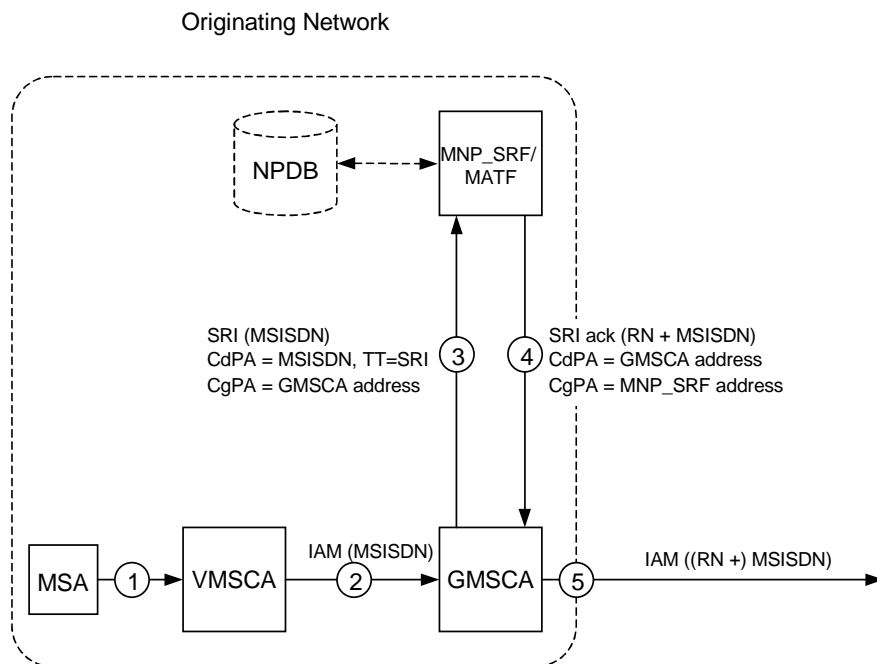 Originating Network
NPDB
MNP_SRF/
MATF
SRI (MSISDN)
CdPA = MSISDN, TT=SRI
CgPA = GMSCA address
3
4
SRI ack (RN + MSISDN)
CdPA = GMSCA address
CgPA = MNP_SRF address
MSA
1
VMSCA
IAM (MSISDN)
2
GMSCA
5
IAM ((RN +) MSISDN)